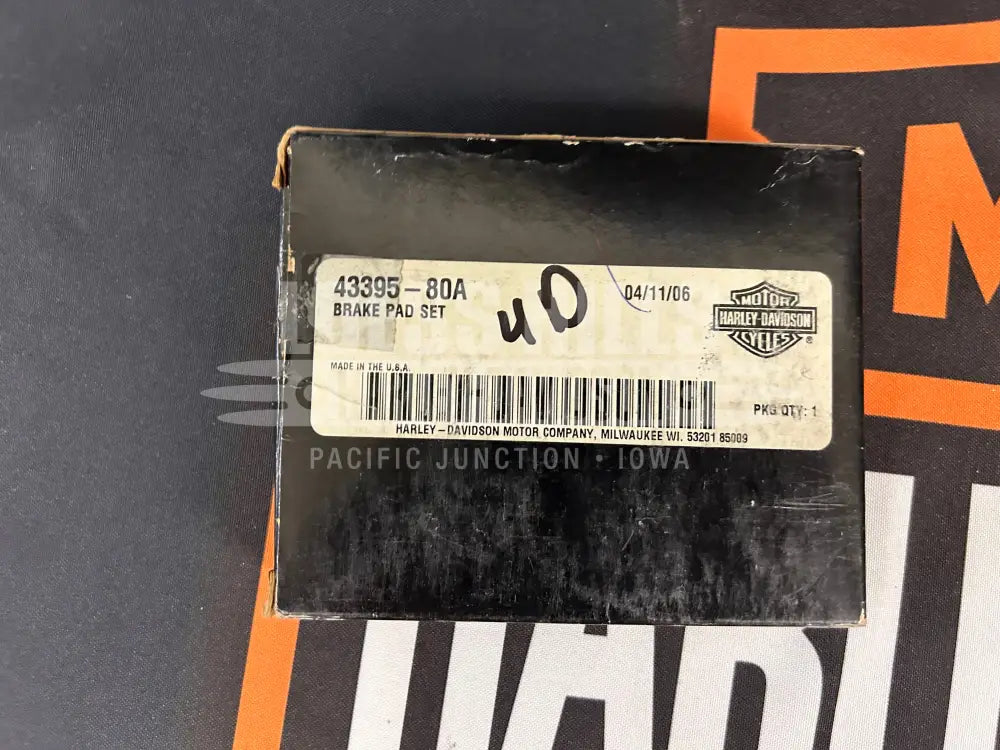 43395-80A
BRAKE PAD SET
UD
04/11/06
MOTOR
HARLEY-DAVIDSON
CYCLES
®
MADE IN THE U.S.A.
PKG QTY: 1
HARLEY-DAVIDSON MOTOR COMPANY, MILWAUKEE WI. 53201 85009
PACIFIC JUNCTION • IOWA